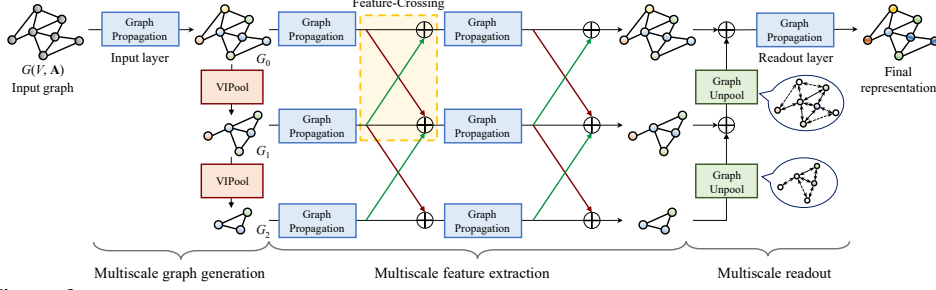 Feature-Crossing
Graph
Propagation
Input layer
G(V, A)
Input graph
G0
Graph
Propagation
Graph
Propagation
Graph
Propagation
Readout layer
Final
representation
VIPool
Graph
Unpool
G1
Graph
Propagation
Graph
Propagation
VIPool
Graph
Unpool
G2
Graph
Propagation
Graph
Propagation
Multiscale graph generation
Multiscale feature extraction
Multiscale readout